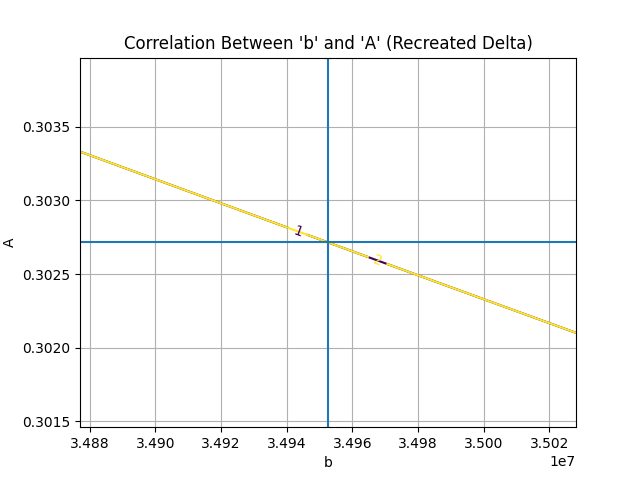 Correlation Between 'b' and 'A' (Recreated Delta)
A
0.3035
0.3030
0.3025
0.3020
0.3015
1
2
3.488 3.490 3.492 3.494 3.496 3.498 3.500 3.502
1e7
b